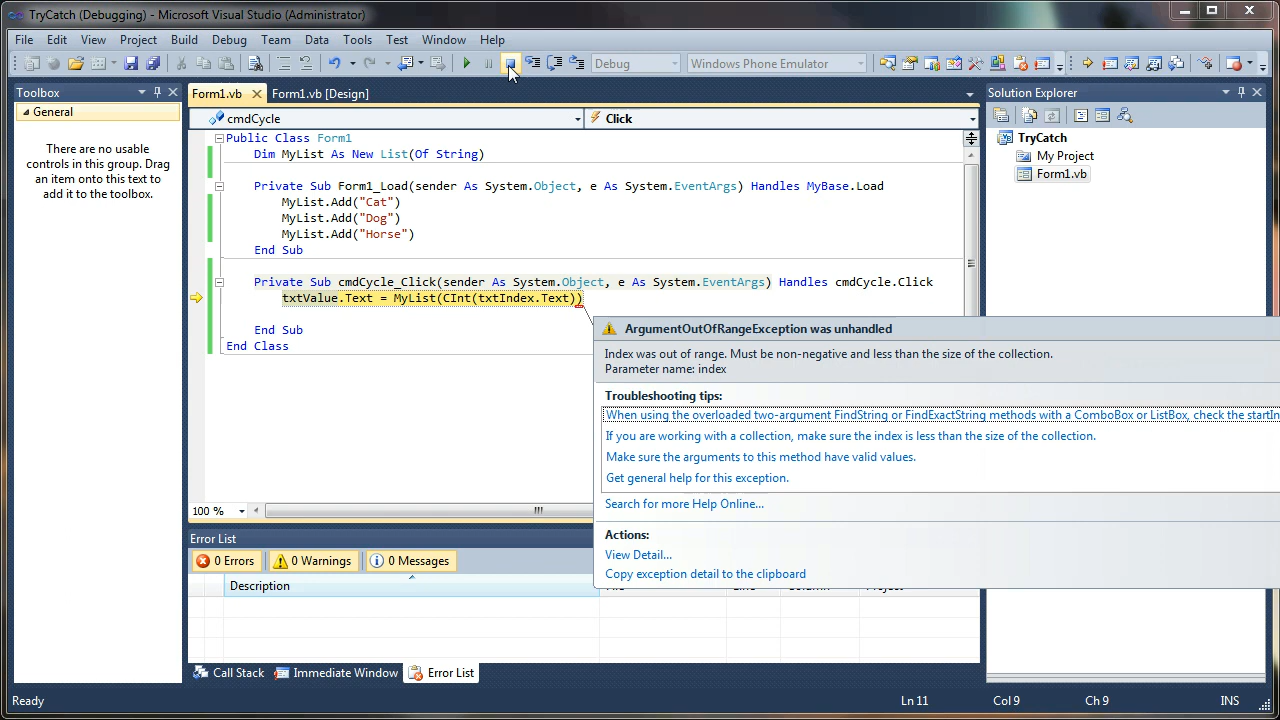 TryCatch (Debugging) - Microsoft Visual Studio (Administrator)
File Edit View Project Build Debug Team Data Tools Test Window Help
Debug Windows Phone Emulator
Toolbox
General
There are no usable
controls in this group. Drag
an item onto this text to
add it to the toolbox.
Form1.vb Form1.vb [Design]
cmdCycle Click
Public Class Form1
Dim MyList As New List(Of String)
Private Sub Form1_Load(sender As System.Object, e As System.EventArgs) Handles MyBase.Load
MyList.Add("Cat")
MyList.Add("Dog")
MyList.Add("Horse")
End Sub
Private Sub cmdCycle_Click(sender As System.Object, e As System.EventArgs) Handles cmdCycle.Click
txtValue.Text = MyList(CInt(txtIndex.Text))
End Sub
End Class
ArgumentOutOfRangeException was unhandled
Index was out of range. Must be non-negative and less than the size of the collection.
Parameter name: index
Troubleshooting tips:
When using the overloaded two-argument FindString or FindExactString methods with a ComboBox or ListBox, check the startIn
If you are working with a collection, make sure the index is less than the size of the collection.
Make sure the arguments to this method have valid values.
Get general help for this exception.
Search for more Help Online...
Actions:
View Detail...
Copy exception detail to the clipboard
Solution Explorer
TryCatch
My Project
Form1.vb
100 %
Error List
0 Errors 0 Warnings 0 Messages
Description
Call Stack Immediate Window Error List
Ready Ln 11 Col 9 Ch 9 INS